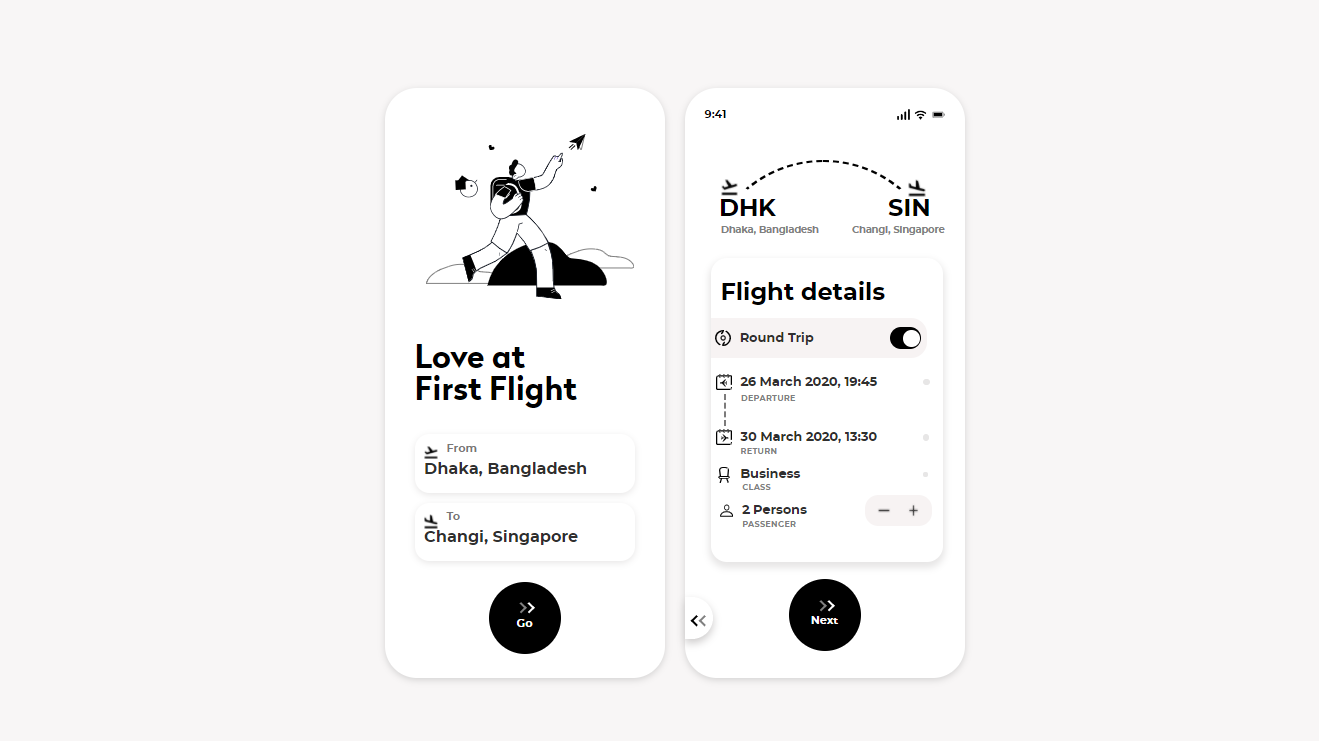 Love at
First Flight
From
Dhaka, Bangladesh
To
Changi, Singapore
Go
9:41
DHK
SIN
Dhaka, Bangladesh
Changi, Singapore
Flight details
Round Trip
26 March 2020, 19:45
DEPARTURE
30 March 2020, 13:30
RETURN
Business
CLASS
2 Persons
PASSENCER
Next